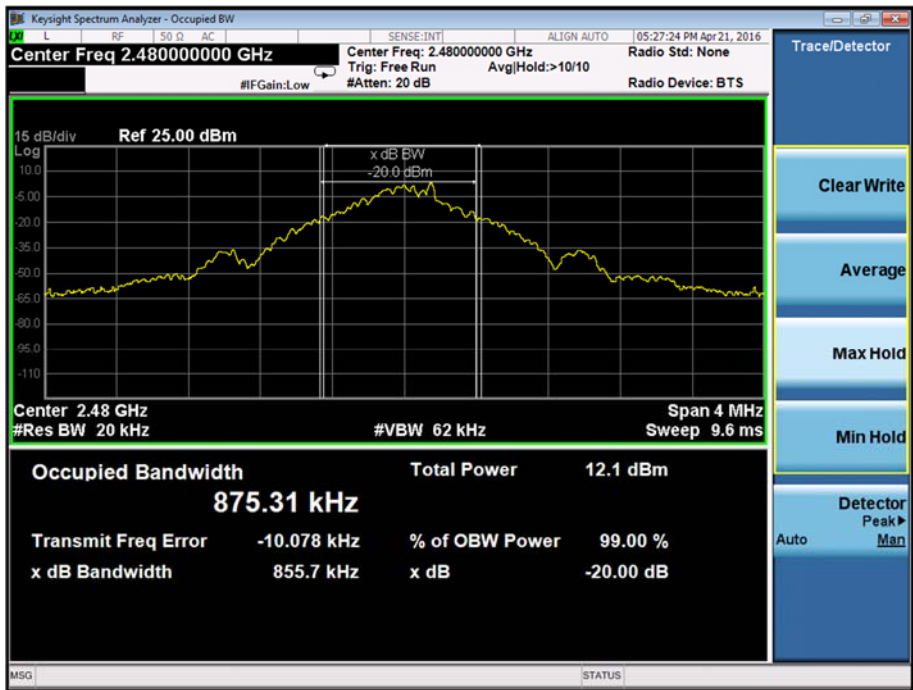 Keysight Spectrum Analyzer - Occupied BW
L RF 50 Ω AC SENSE:INT ALIGN AUTO 05:27:24 PM Apr 21, 2016
Center Freq 2.480000000 GHz
Center Freq: 2.480000000 GHz
Radio Std: None
Trig: Free Run Avg|Hold:>10/10
#IFGain:Low
#Atten: 20 dB
Radio Device: BTS
15 dB/div Ref 25.00 dBm
Log
x dB BW
10.0
-20.0 dBm
-5.00
-20.0
-35.0
-50.0
-65.0
-80.0
-95.0
-110
Center 2.48 GHz Span 4 MHz
#Res BW 20 kHz #VBW 62 kHz Sweep 9.6 ms
Occupied Bandwidth Total Power 12.1 dBm
875.31 kHz
Transmit Freq Error -10.078 kHz % of OBW Power 99.00 %
x dB Bandwidth 855.7 kHz x dB -20.00 dB
MSG STATUS
Trace/Detector
Clear Write
Average
Max Hold
Min Hold
Detector
Peak▶
Auto Man